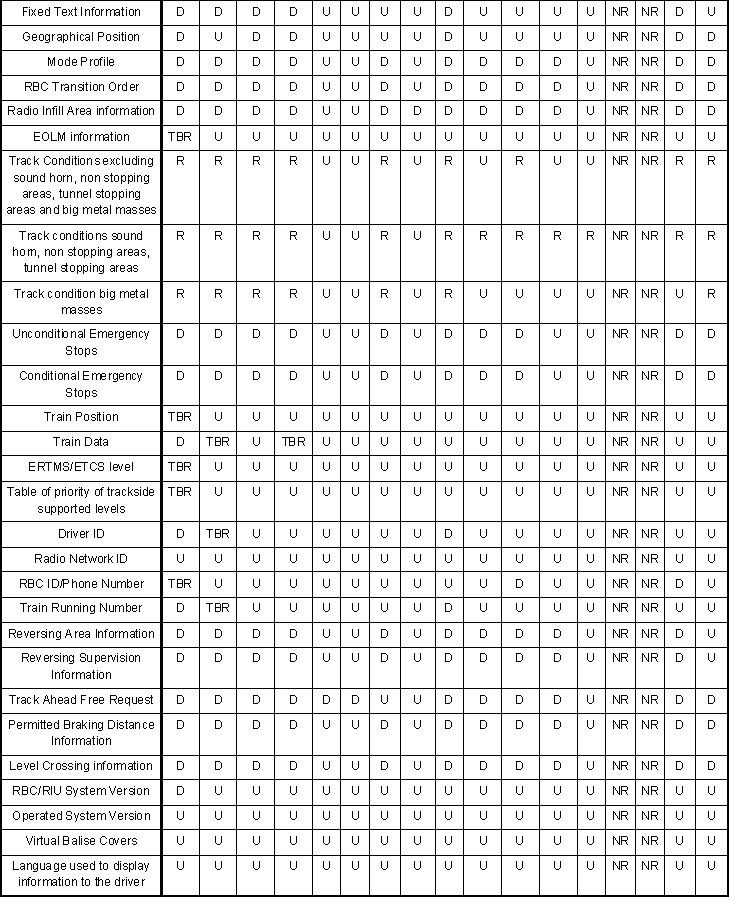 Fixed Text Information D D D D U U U U D U U U U NR NR D U
Geographical Position D U D D U U U U D U U U U NR NR D D
Mode Profile D D D D U U D U D D D D U NR NR D D
RBC Transition Order D D D D U U D U D D D D U NR NR D D
Radio Infill Area information D D D D U U D D D D D D U NR NR D D
EOLM information TBR U U U U U U U U U U U U NR NR U U
Track Conditions excluding R R R R U U R U R U R U U NR NR R R
sound horn, non stopping
areas, tunnel stopping
areas and big metal masses
Track conditions sound R R R R U U R U R R R R R NR NR R R
horn, non stopping areas,
tunnel stopping areas
Track condition big metal R R R R U U R U R U U U U NR NR U R
masses
Unconditional Emergency D D D D U U D U D D D U U NR NR D D
Stops
Conditional Emergency D D D D U U D U D D D U U NR NR D D
Stops
Train Position TBR U U U U U U U U U U U U NR NR U U
Train Data D TBR U TBR U U U U U U U U U NR NR U U
ERTMS/ETCS level TBR U U U U U U U U U U U U NR NR U U
Table of priority of trackside TBR U U U U U U U U U U U U NR NR U U
supported levels
Driver ID D TBR U U U U U U D U U U U NR NR U U
Radio Network ID U U U U U U U U U U U U U NR NR U U
RBC ID/Phone Number TBR U U U U U U U U U D U U NR NR D U
Train Running Number D TBR U U U U U U D U U U U NR NR U U
Reversing Area Information D D D D U U D U D D D D U NR NR D U
Reversing Supervision D D D D U U D U D D D D U NR NR D U
Information
Track Ahead Free Request D D D D D D U U D D D D U NR NR D D
Permitted Braking Distance D D D D U U D U D D D D U NR NR D D
Information
Level Crossing information D D D D U U D U D D D D U NR NR D D
RBC/RIU System Version D U U U U U U U U U U U U NR NR U U
Operated System Version U U U U U U U U U U U U U NR NR U U
Virtual Balise Covers U U U U U U U U U U U U U NR NR U U
Language used to display U U U U U U U U U U U U U NR NR U U
information to the driver